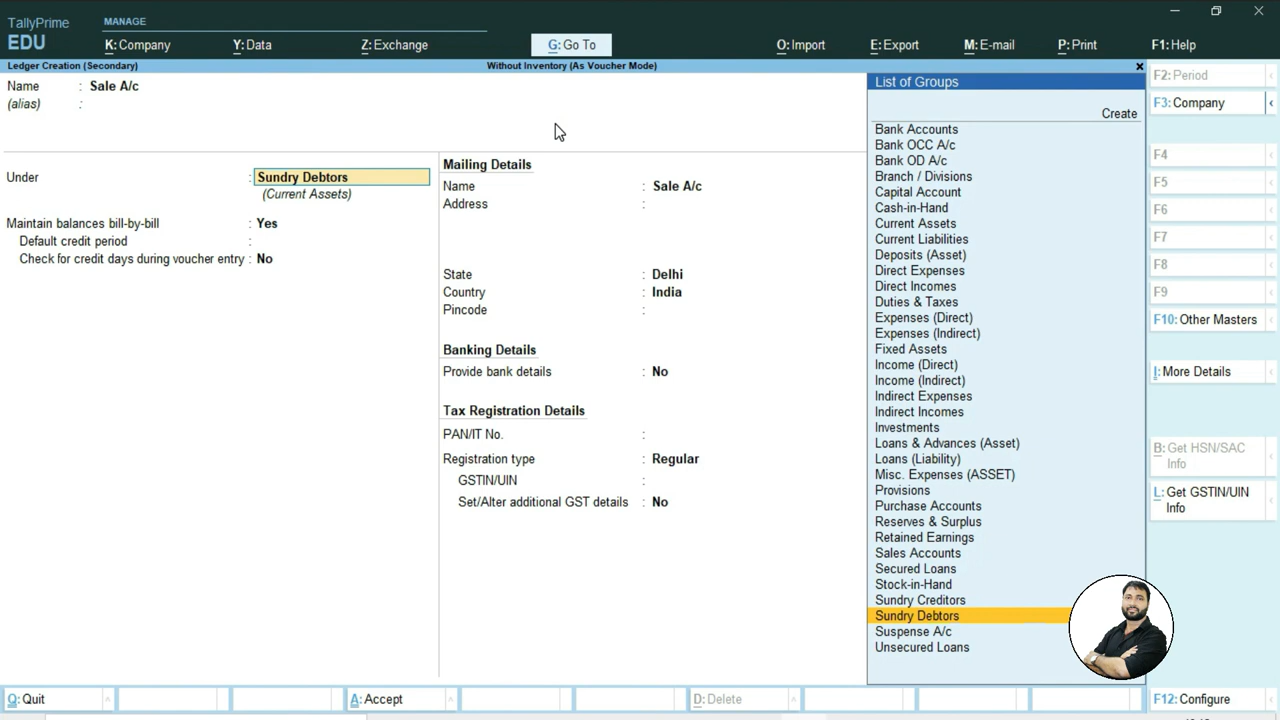 TallyPrime
EDU
MANAGE
K: Company
Y: Data
Z: Exchange
G: Go To
O: Import
E: Export
M: E-mail
P: Print
F1: Help
Ledger Creation (Secondary)
Without Inventory (As Voucher Mode)
Name : Sale A/c
(alias) :
Under : Sundry Debtors
(Current Assets)
Maintain balances bill-by-bill : Yes
Default credit period :
Check for credit days during voucher entry : No
Mailing Details
Name : Sale A/c
Address :
State : Delhi
Country : India
Pincode :
Banking Details
Provide bank details : No
Tax Registration Details
PAN/IT No. :
Registration type : Regular
GSTIN/UIN :
Set/Alter additional GST details : No
List of Groups
Create
Bank Accounts
Bank OCC A/c
Bank OD A/c
Branch / Divisions
Capital Account
Cash-in-Hand
Current Assets
Current Liabilities
Deposits (Asset)
Direct Expenses
Direct Incomes
Duties & Taxes
Expenses (Direct)
Expenses (Indirect)
Fixed Assets
Income (Direct)
Income (Indirect)
Indirect Expenses
Indirect Incomes
Investments
Loans & Advances (Asset)
Loans (Liability)
Misc. Expenses (ASSET)
Provisions
Purchase Accounts
Reserves & Surplus
Retained Earnings
Sales Accounts
Secured Loans
Stock-in-Hand
Sundry Creditors
Sundry Debtors
Suspense A/c
Unsecured Loans
F2: Period
F3: Company
F4
F5
F6
F7
F8
F9
F10: Other Masters
I: More Details
B: Get HSN/SAC
Info
L: Get GSTIN/UIN
Info
Q: Quit
A: Accept
D: Delete
F12: Configure